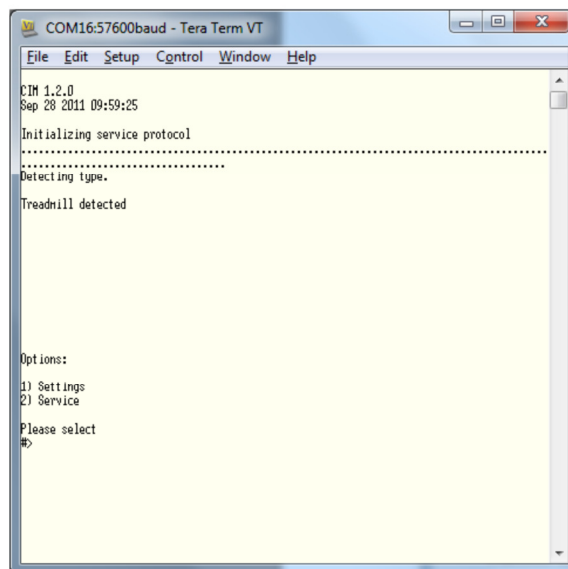 COM16:57600baud - Tera Term VT
File Edit Setup Control Window Help
CIM 1.2.0
Sep 28 2011 09:59:25
Initializing service protocol
........................................................................................
..................................
Detecting type.
Treadmill detected
Options:
1) Settings
2) Service
Please select
#>